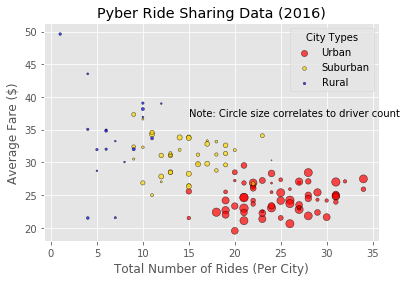 Pyber Ride Sharing Data (2016)
City Types
Urban
Suburban
Rural
Note: Circle size correlates to driver count
Average Fare ($)
50
45
40
35
30
25
20
0 5 10 15 20 25 30 35
Total Number of Rides (Per City)